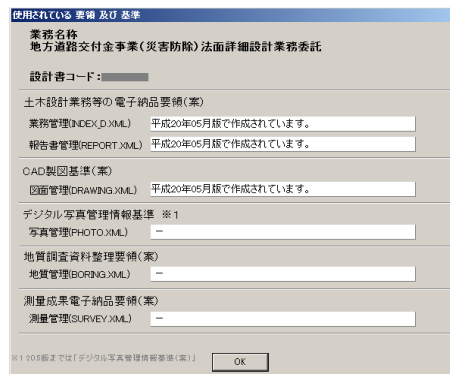 使用されている 要領 及び 基準
業務名称
地方道路交付金事業(災害防除)法面詳細設計業務委託
設計書コード:
土木設計業務等の電子納品要領(案)
業務管理(INDEX_D.XML) 平成20年05月版で作成されています。
報告書管理(REPORT.XML) 平成20年05月版で作成されています。
CAD製図基準(案)
図面管理(DRAWING.XML) 平成20年05月版で作成されています。
デジタル写真管理情報基準 ※1
写真管理(PHOTO.XML) －
地質調査資料整理要領(案)
地質管理(BORING.XML) －
測量成果電子納品要領(案)
測量管理(SURVEY.XML) －
※1 20.5版までは「デジタル写真管理情報基準(案)」
OK